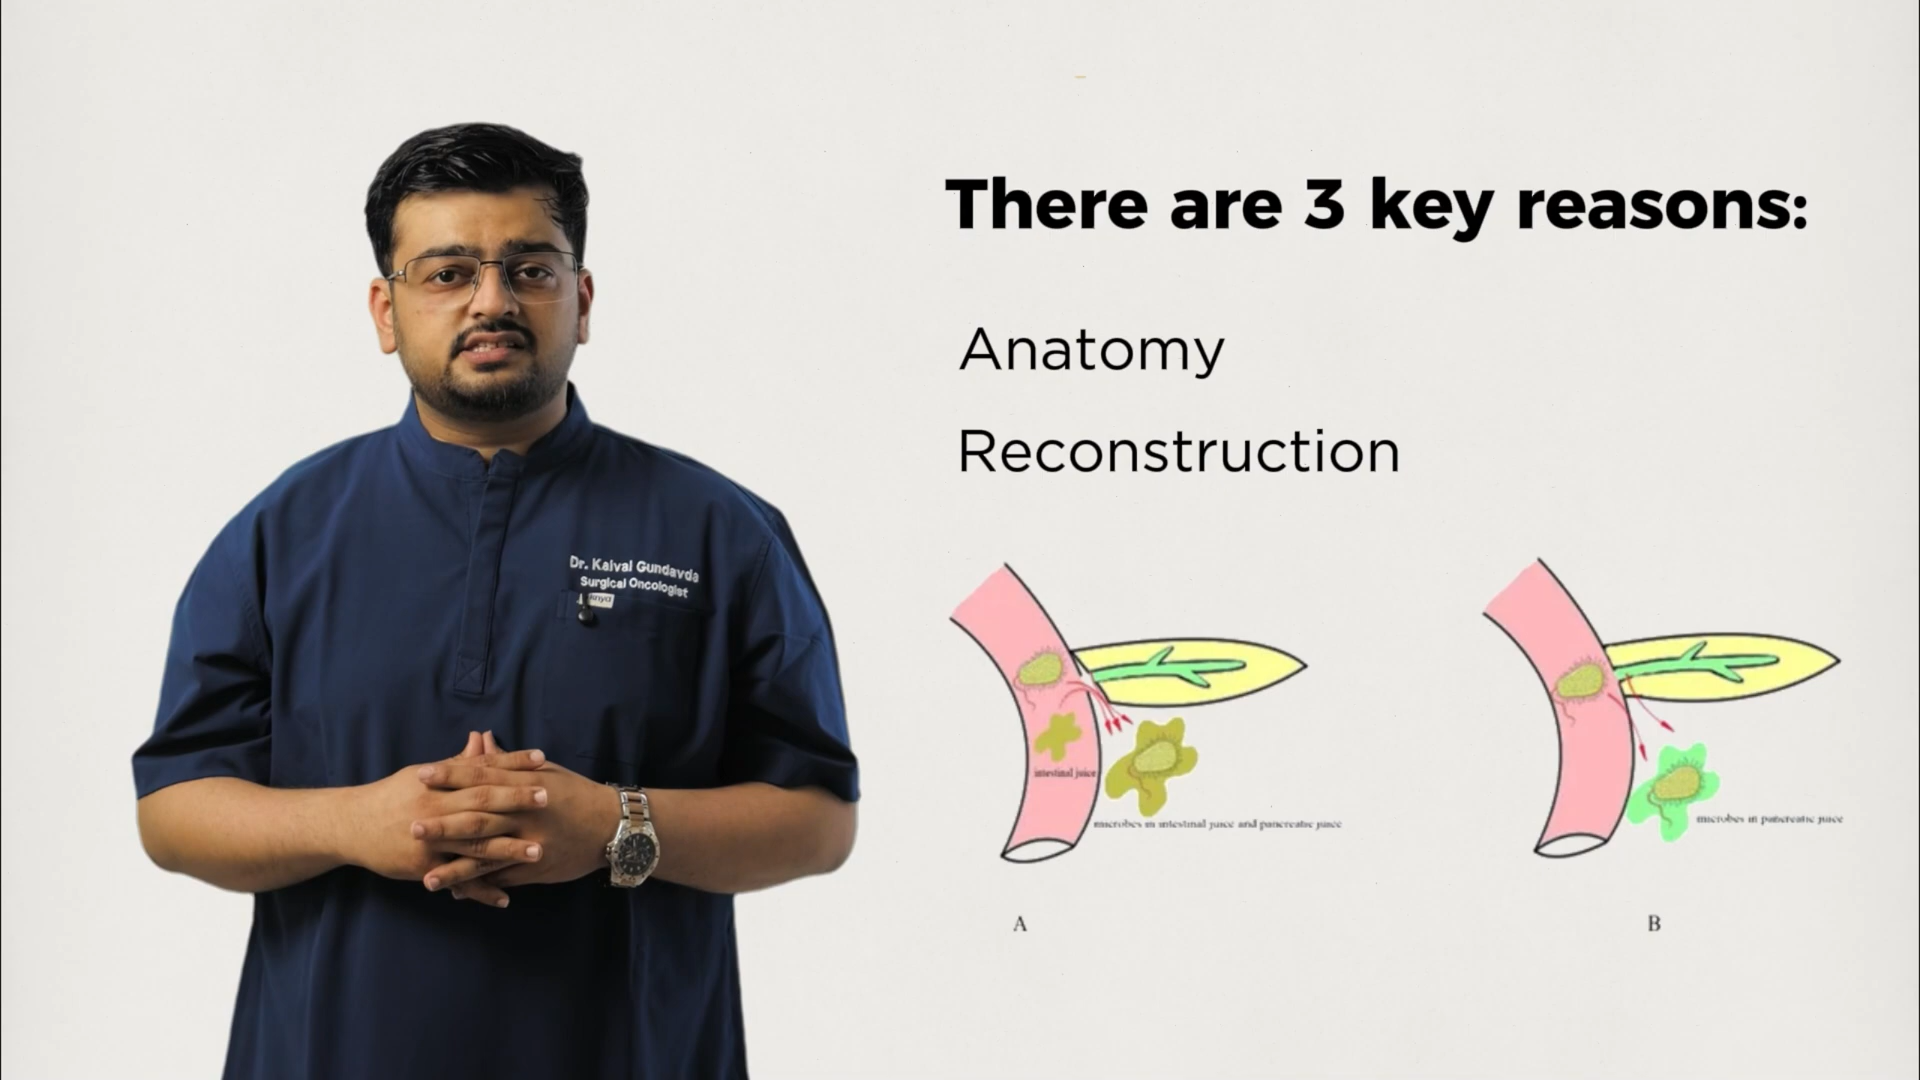 There are 3 key reasons:
Anatomy
Reconstruction
Dr. Kaival Gundavda
Surgical Oncologist
knya
intestinal juice
microbes in intestinal juice and pancreatic juice
microbes in pancreatic juice
A
B